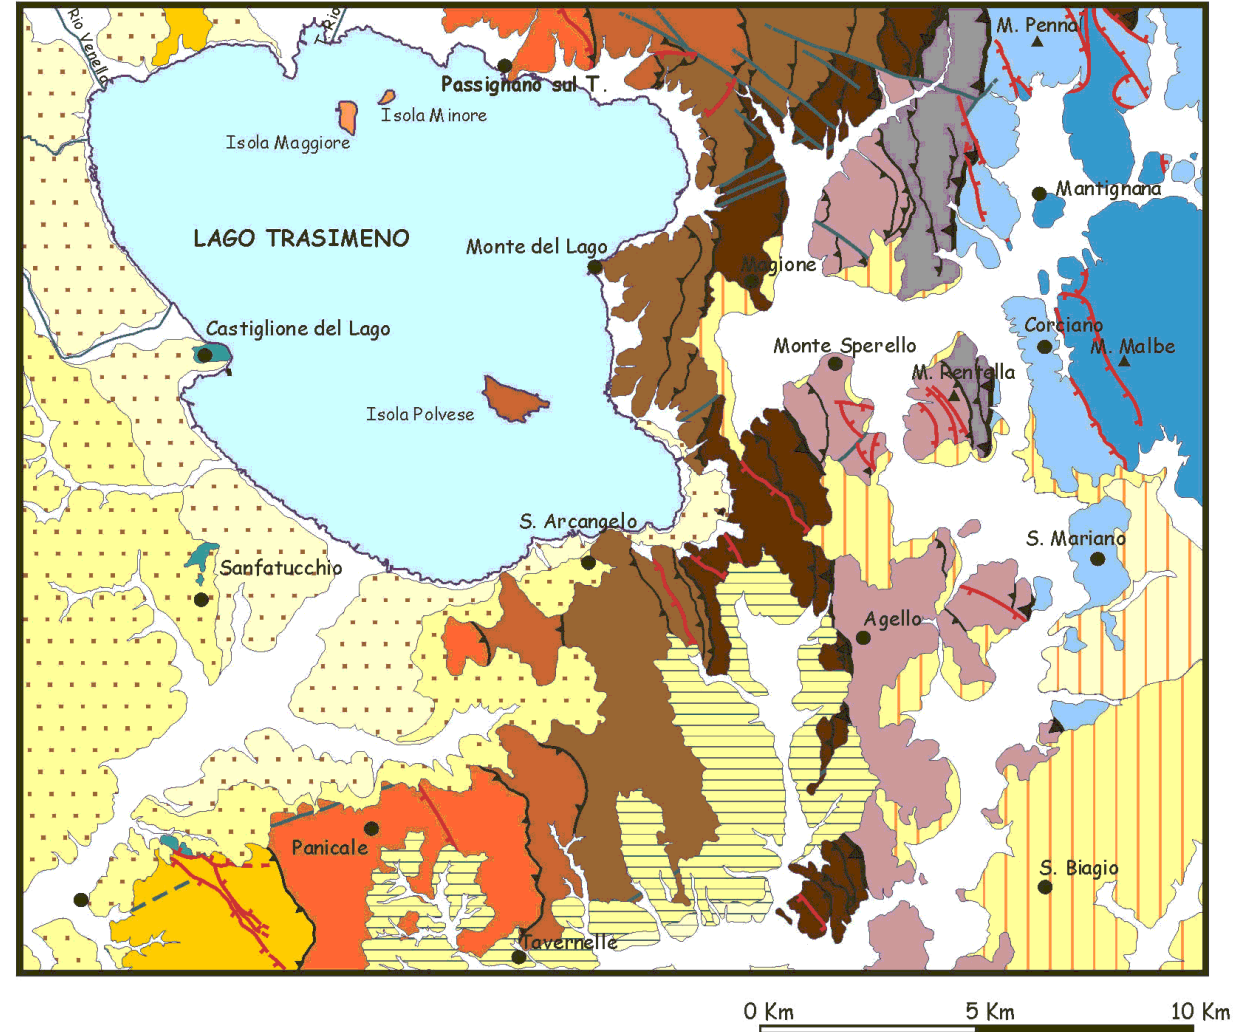 Rio Venella
T. Rio
M. Penna
Passignano sul T.
Isola Minore
Isola Maggiore
Mantignana
LAGO TRASIMENO
Monte del Lago
Magione
Castiglione del Lago
Corciano
Monte Sperello
M. Malbe
M. Rentella
Isola Polvese
S. Arcangelo
S. Mariano
Sanfatucchio
Agello
Panicale
S. Biagio
Tavernelle
0 Km 5 Km 10 Km